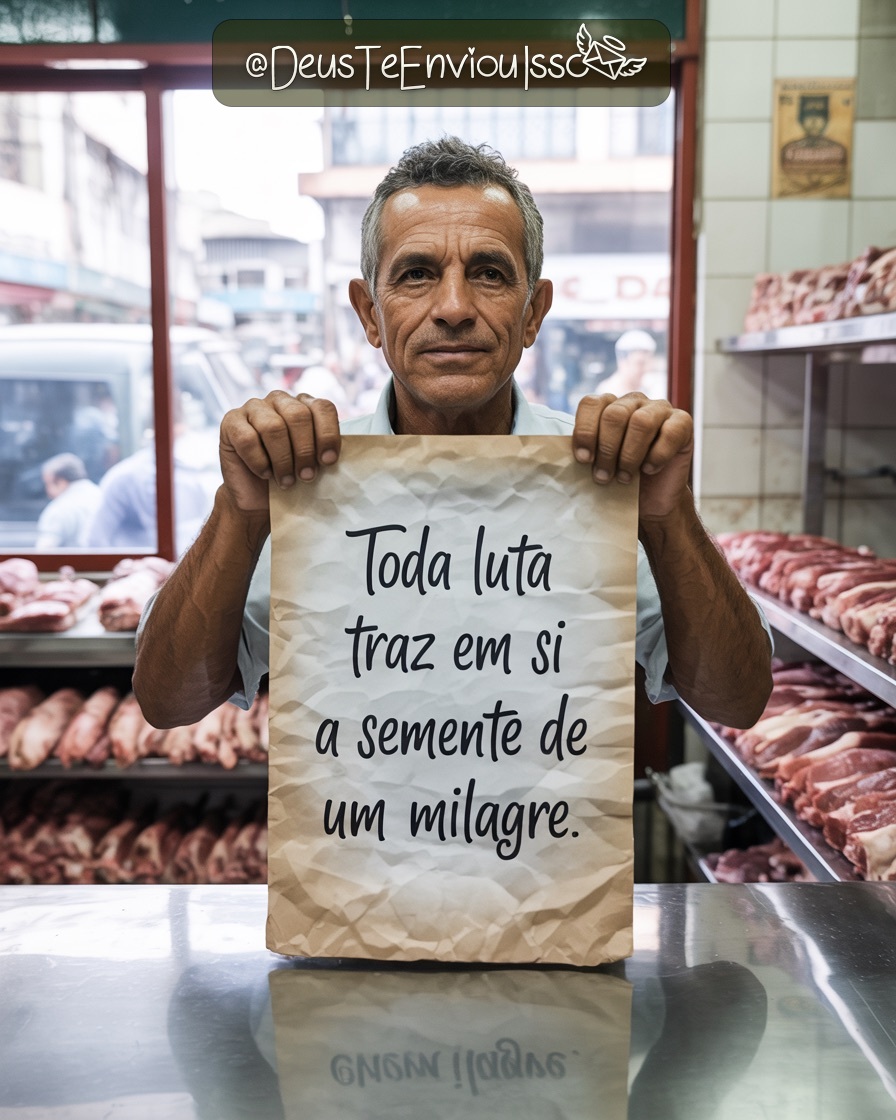 @DeusTeEnviouIsso
Toda luta
traz em si
a semente de
um milagre.